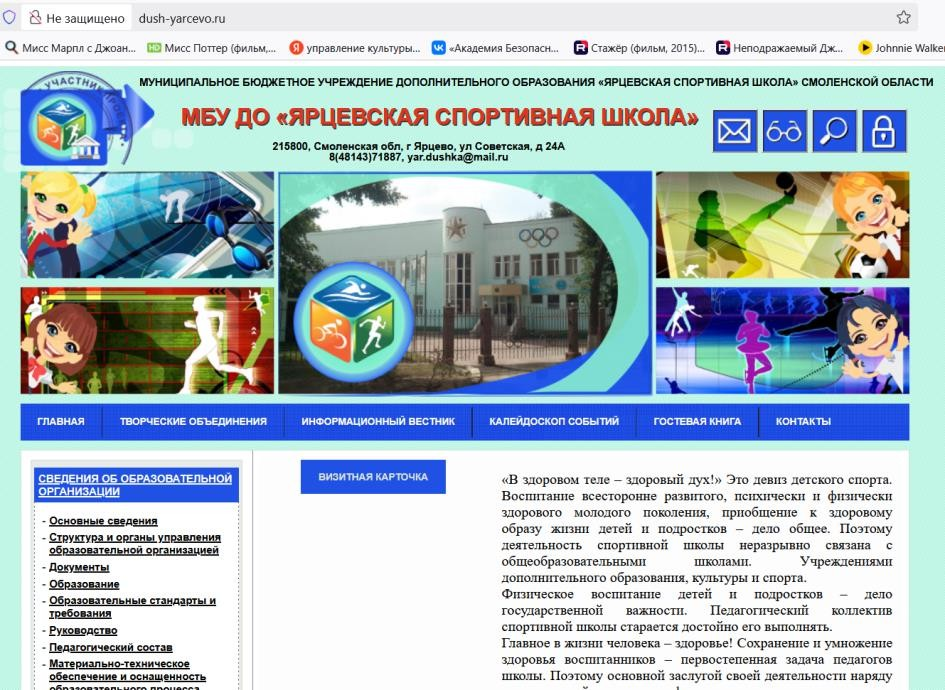 Не защищено dush-yarcevo.ru
Мисс Марпл с Джоан... Мисс Поттер (фильм,... управление культуры... «Академия Безопасн... Стажёр (фильм, 2015)... Неподражаемый Дж... Johnnie Walker
УЧАСТНИК
МУНИЦИПАЛЬНОЕ БЮДЖЕТНОЕ УЧРЕЖДЕНИЕ ДОПОЛНИТЕЛЬНОГО ОБРАЗОВАНИЯ «ЯРЦЕВСКАЯ СПОРТИВНАЯ ШКОЛА» СМОЛЕНСКОЙ ОБЛАСТИ
МБУ ДО «ЯРЦЕВСКАЯ СПОРТИВНАЯ ШКОЛА»
215800, Смоленская обл, г Ярцево, ул Советская, д 24А
8(48143)71887, yar.dushka@mail.ru
ГЛАВНАЯ ТВОРЧЕСКИЕ ОБЪЕДИНЕНИЯ ИНФОРМАЦИОННЫЙ ВЕСТНИК КАЛЕЙДОСКОП СОБЫТИЙ ГОСТЕВАЯ КНИГА КОНТАКТЫ
СВЕДЕНИЯ ОБ ОБРАЗОВАТЕЛЬНОЙ
ОРГАНИЗАЦИИ
- Основные сведения
- Структура и органы управления
образовательной организацией
- Документы
- Образование
- Образовательные стандарты и
требования
- Руководство
- Педагогический состав
- Материально-техническое
обеспечение и оснащенность
образовательного процесса
ВИЗИТНАЯ КАРТОЧКА
«В здоровом теле – здоровый дух!» Это девиз детского спорта.
Воспитание всесторонне развитого, психически и физически
здорового молодого поколения, приобщение к здоровому
образу жизни детей и подростков – дело общее. Поэтому
деятельность спортивной школы неразрывно связана с
общеобразовательными школами. Учреждениями
дополнительного образования, культуры и спорта.
Физическое воспитание детей и подростков – дело
государственной важности. Педагогический коллектив
спортивной школы старается достойно его выполнять.
Главное в жизни человека – здоровье! Сохранение и умножение
здоровья воспитанников – первостепенная задача педагогов
школы. Поэтому основной заслугой своей деятельности наряду